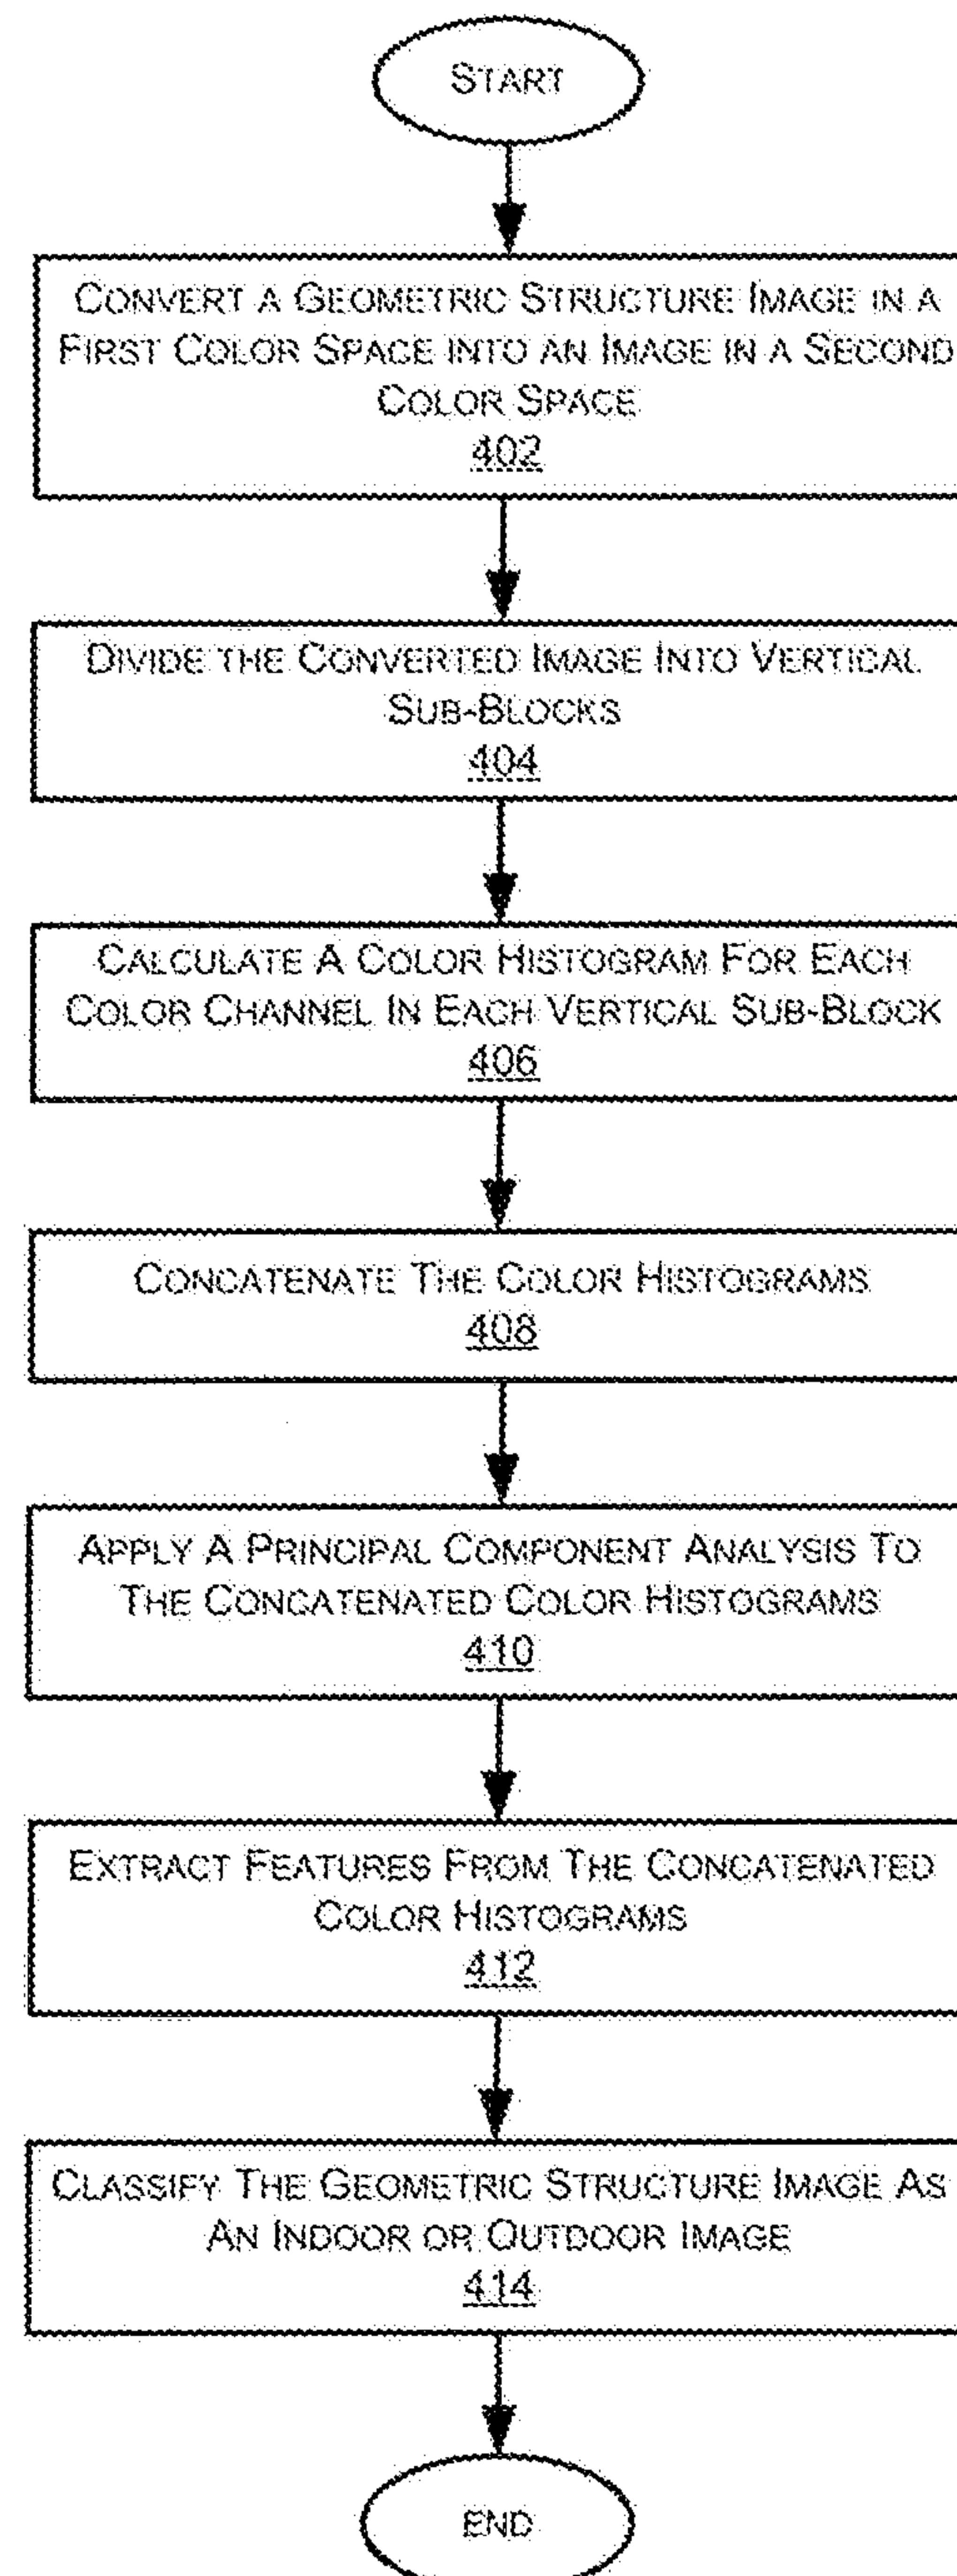 START
CONVERT A GEOMETRIC STRUCTURE IMAGE IN A
FIRST COLOR SPACE INTO AN IMAGE IN A SECOND
COLOR SPACE
402
DIVIDE THE CONVERTED IMAGE INTO VERTICAL
SUB-BLOCKS
404
CALCULATE A COLOR HISTOGRAM FOR EACH
COLOR CHANNEL IN EACH VERTICAL SUB-BLOCK
406
CONCATENATE THE COLOR HISTOGRAMS
408
APPLY A PRINCIPAL COMPONENT ANALYSIS TO
THE CONCATENATED COLOR HISTOGRAMS
410
EXTRACT FEATURES FROM THE CONCATENATED
COLOR HISTOGRAMS
412
CLASSIFY THE GEOMETRIC STRUCTURE IMAGE AS
AN INDOOR OR OUTDOOR IMAGE
414
END